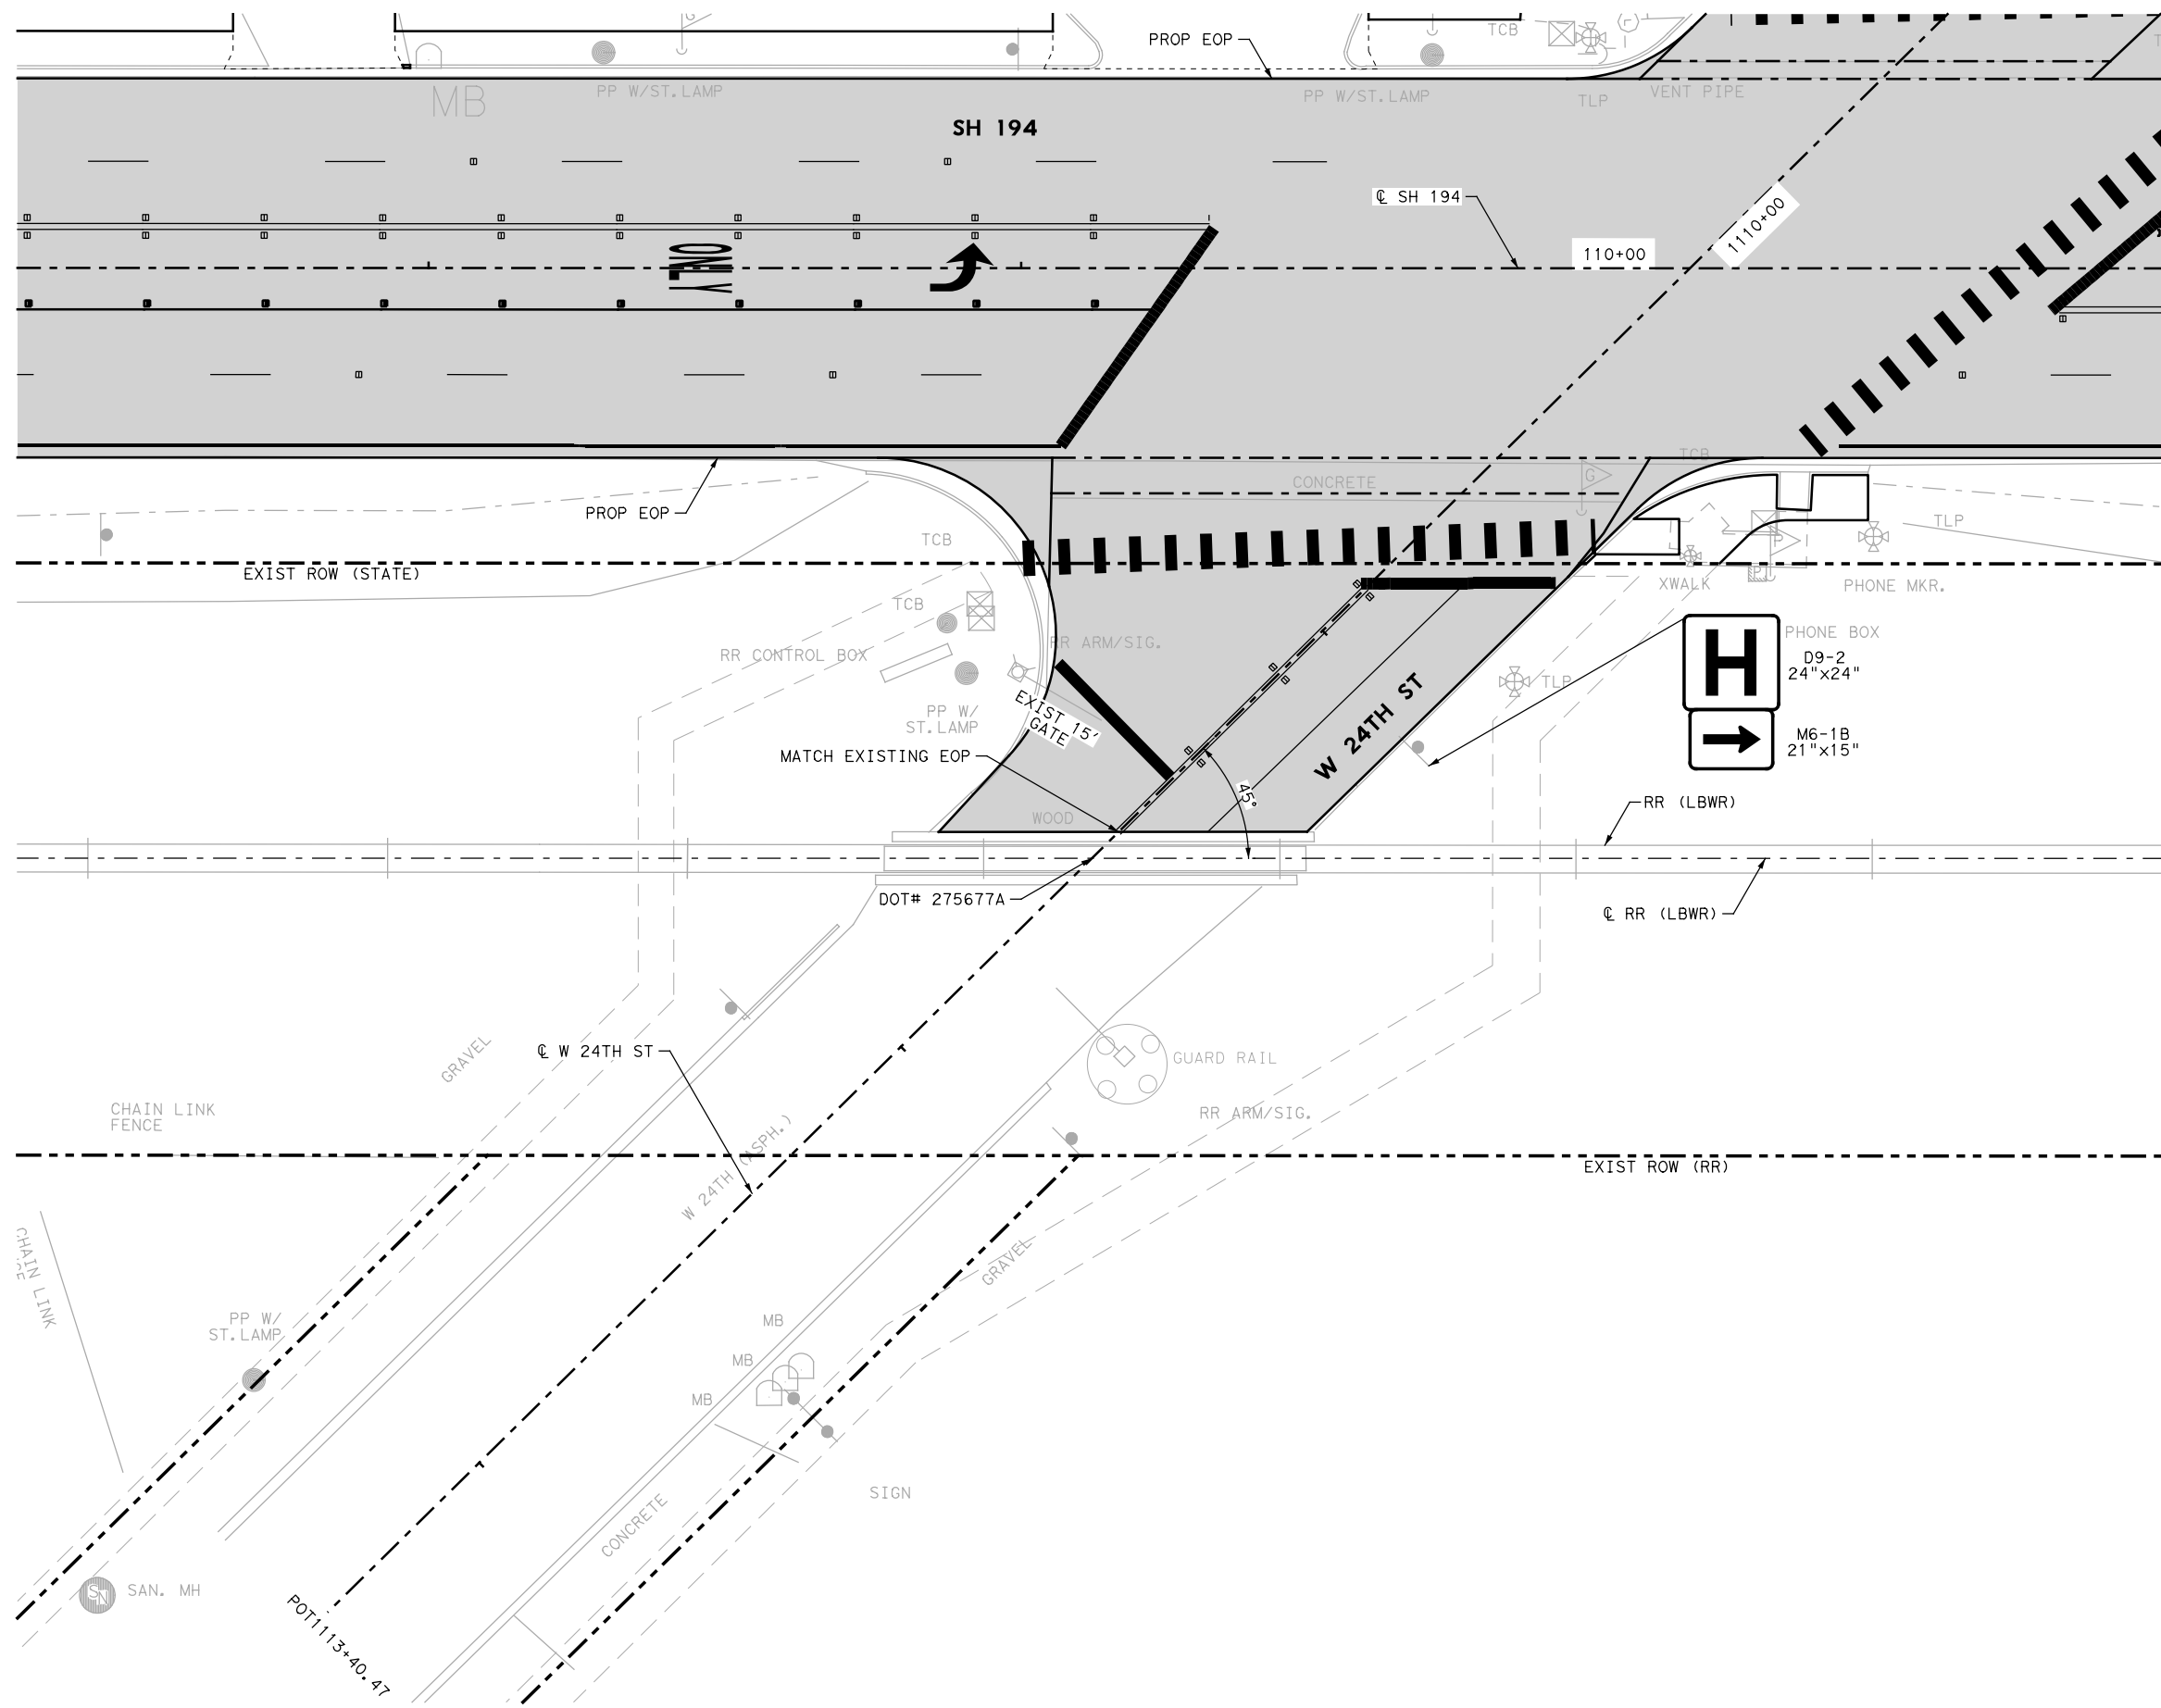 G
TCB
PROP EOP
MB
PP W/ST.LAMP
PP W/ST.LAMP
TLP
VENT PIPE
SH 194
℄ SH 194
110+00
1110+00
ONLY
TCB
CONCRETE
G
PROP EOP
TCB
TLP
EXIST ROW (STATE)
TCB
XWALK
P
PHONE MKR.
RR ARM/SIG.
RR CONTROL BOX
PHONE BOX
H
D9-2
24"x24"
TLP
EXIST 15'
GATE
PP W/
ST.LAMP
W 24TH ST
M6-1B
21"x15"
MATCH EXISTING EOP
45°
WOOD
RR (LBWR)
DOT# 275677A
℄ RR (LBWR)
℄ W 24TH ST
GRAVEL
GUARD RAIL
CHAIN LINK
FENCE
RR ARM/SIG.
W 24TH (ASPH.)
EXIST ROW (RR)
CHAIN LINK
GRAVEL
PP W/
ST.LAMP
MB
MB
MB
SIGN
CONCRETE
SN
SAN. MH
POT1113+40.47